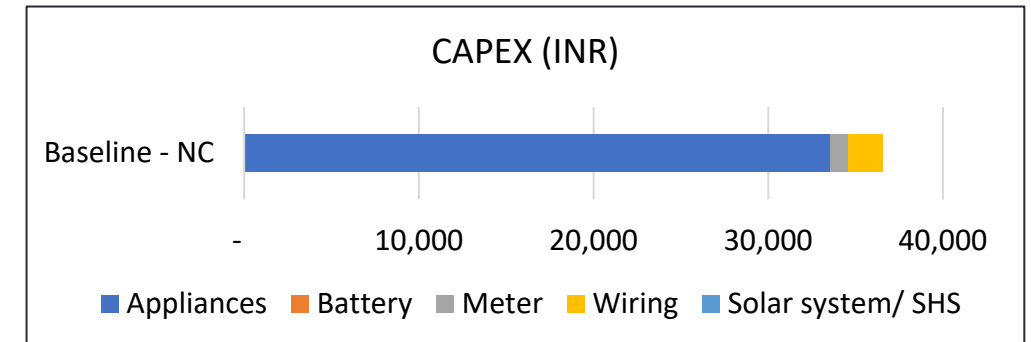 CAPEX (INR)
Baseline - NC
- 10,000 20,000 30,000 40,000
Appliances Battery Meter Wiring Solar system/ SHS